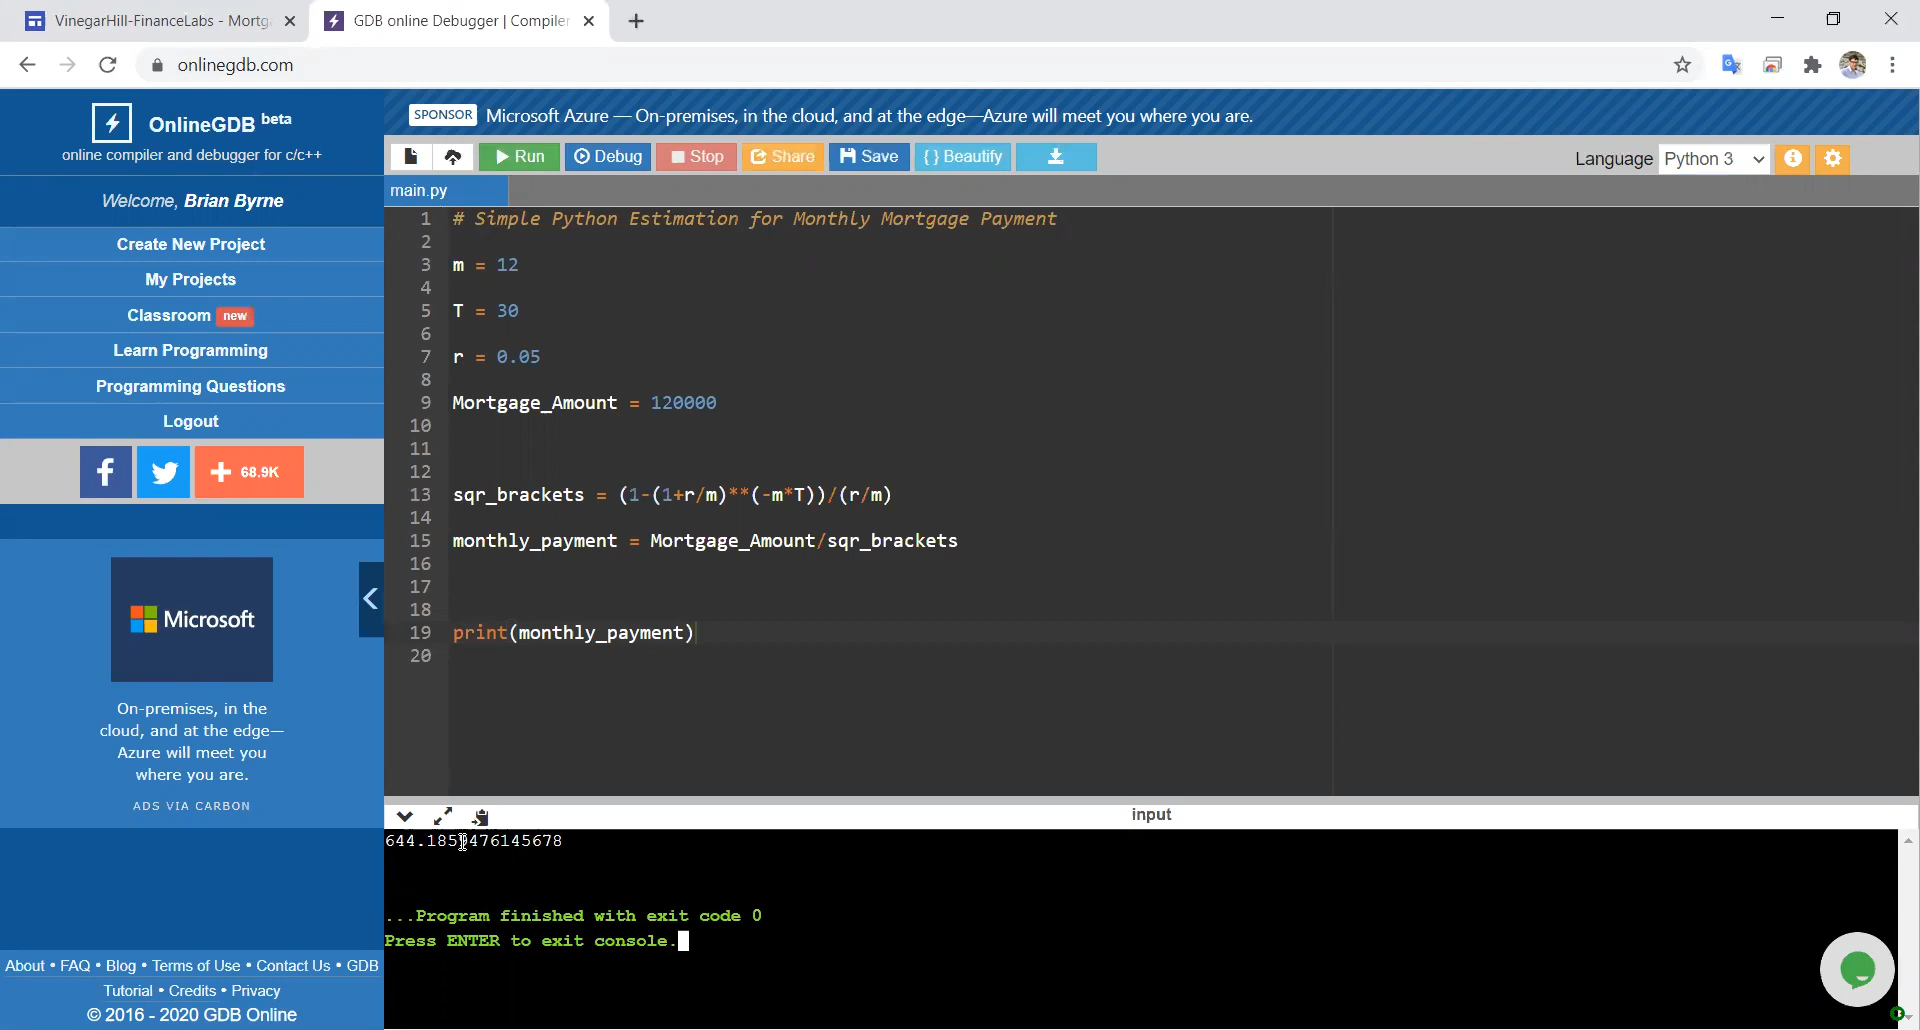 VinegarHill-FinanceLabs - Mortg
GDB online Debugger | Compiler
onlinegdb.com
OnlineGDB beta
online compiler and debugger for c/c++
Welcome, Brian Byrne
Create New Project
My Projects
Classroom new
Learn Programming
Programming Questions
Logout
68.9K
Microsoft
On-premises, in the
cloud, and at the edge—
Azure will meet you
where you are.
ADS VIA CARBON
About • FAQ • Blog • Terms of Use • Contact Us • GDB
Tutorial • Credits • Privacy
© 2016 - 2020 GDB Online
SPONSOR Microsoft Azure — On-premises, in the cloud, and at the edge—Azure will meet you where you are.
Run Debug Stop Share Save { } Beautify
Language Python 3
main.py
1 # Simple Python Estimation for Monthly Mortgage Payment
2
3 m = 12
4
5 T = 30
6
7 r = 0.05
8
9 Mortgage_Amount = 120000
10
11
12
13 sqr_brackets = (1-(1+r/m)**(-m*T))/(r/m)
14
15 monthly_payment = Mortgage_Amount/sqr_brackets
16
17
18
19 print(monthly_payment)
20
input
644.1859476145678
...Program finished with exit code 0
Press ENTER to exit console.